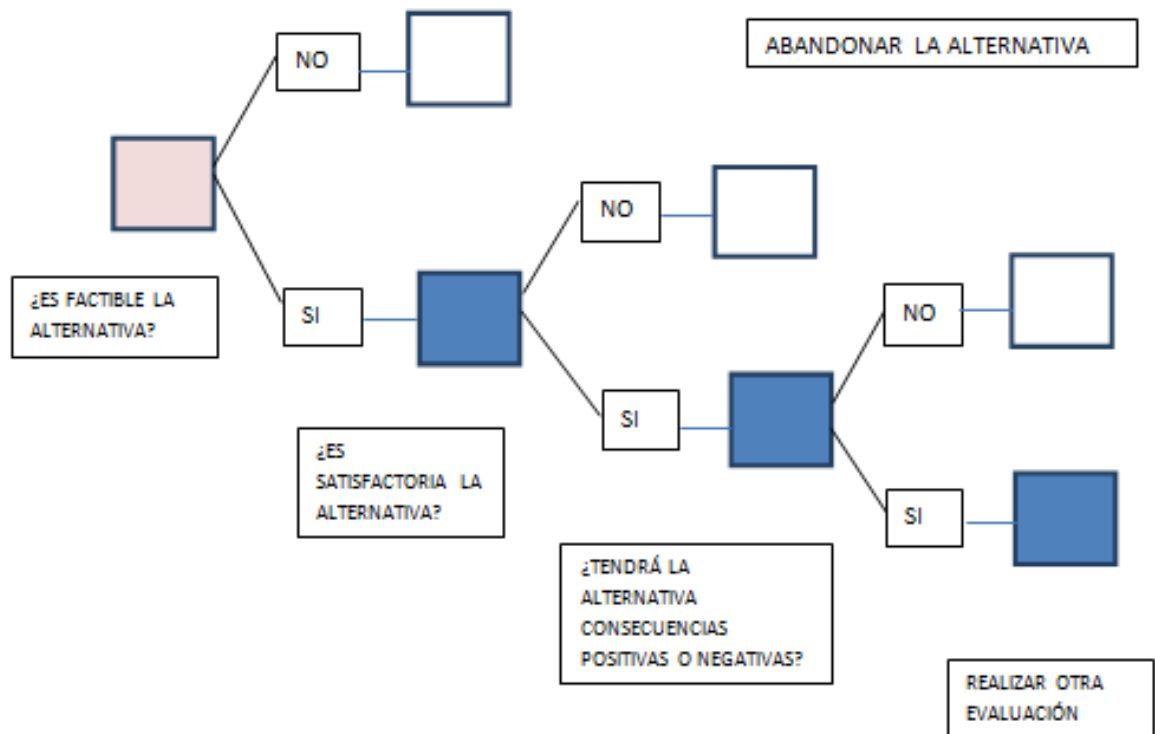 NO
ABANDONAR LA ALTERNATIVA
NO
¿ES FACTIBLE LA
ALTERNATIVA?
SI
NO
SI
¿ES
SATISFACTORIA LA
ALTERNATIVA?
SI
¿TENDRÁ LA
ALTERNATIVA
CONSECUENCIAS
POSITIVAS O NEGATIVAS?
REALIZAR OTRA
EVALUACIÓN